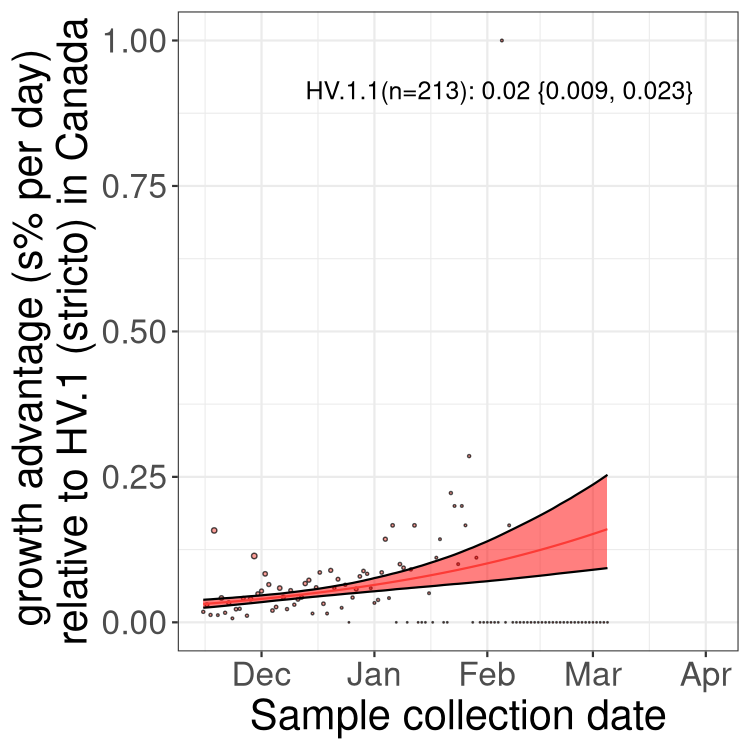 growth advantage (s% per day)
relative to HV.1 (stricto) in Canada
1.00
0.75
0.50
0.25
0.00
HV.1.1(n=213): 0.02 {0.009, 0.023}
Dec Jan Feb Mar Apr
Sample collection date